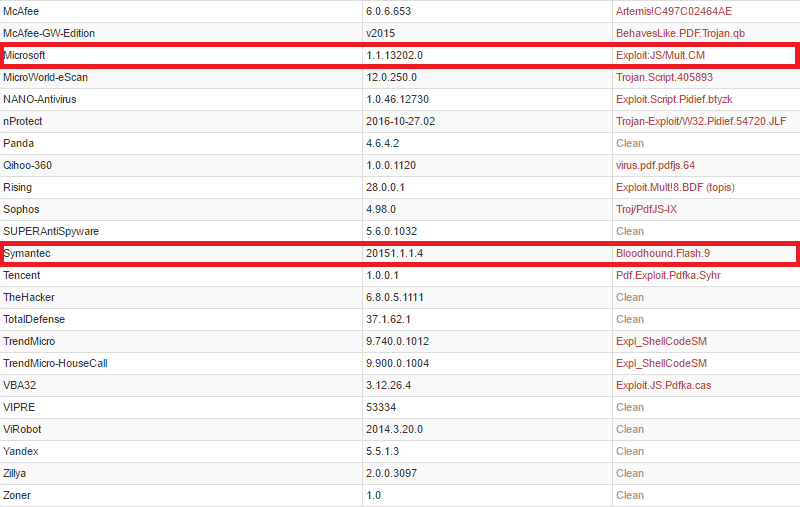 McAfee 6.0.6.653 Artemis!C497C02464AE
McAfee-GW-Edition v2015 BehavesLike.PDF.Trojan.qb
Microsoft 1.1.13202.0 Exploit:JS/Mult.CM
MicroWorld-eScan 12.0.250.0 Trojan.Script.405893
NANO-Antivirus 1.0.46.12730 Exploit.Script.Pidief.btyzk
nProtect 2016-10-27.02 Trojan-Exploit/W32.Pidief.54720.JLF
Panda 4.6.4.2 Clean
Qihoo-360 1.0.0.1120 virus.pdf.pdfjs.64
Rising 28.0.0.1 Exploit.Mult!8.BDF (topis)
Sophos 4.98.0 Troj/PdfJS-IX
SUPERAntiSpyware 5.6.0.1032 Clean
Symantec 20151.1.1.4 Bloodhound.Flash.9
Tencent 1.0.0.1 Pdf.Exploit.Pdfka.Syhr
TheHacker 6.8.0.5.1111 Clean
TotalDefense 37.1.62.1 Clean
TrendMicro 9.740.0.1012 Expl_ShellCodeSM
TrendMicro-HouseCall 9.900.0.1004 Expl_ShellCodeSM
VBA32 3.12.26.4 Exploit.JS.Pdfka.cas
VIPRE 53334 Clean
ViRobot 2014.3.20.0 Clean
Yandex 5.5.1.3 Clean
Zillya 2.0.0.3097 Clean
Zoner 1.0 Clean